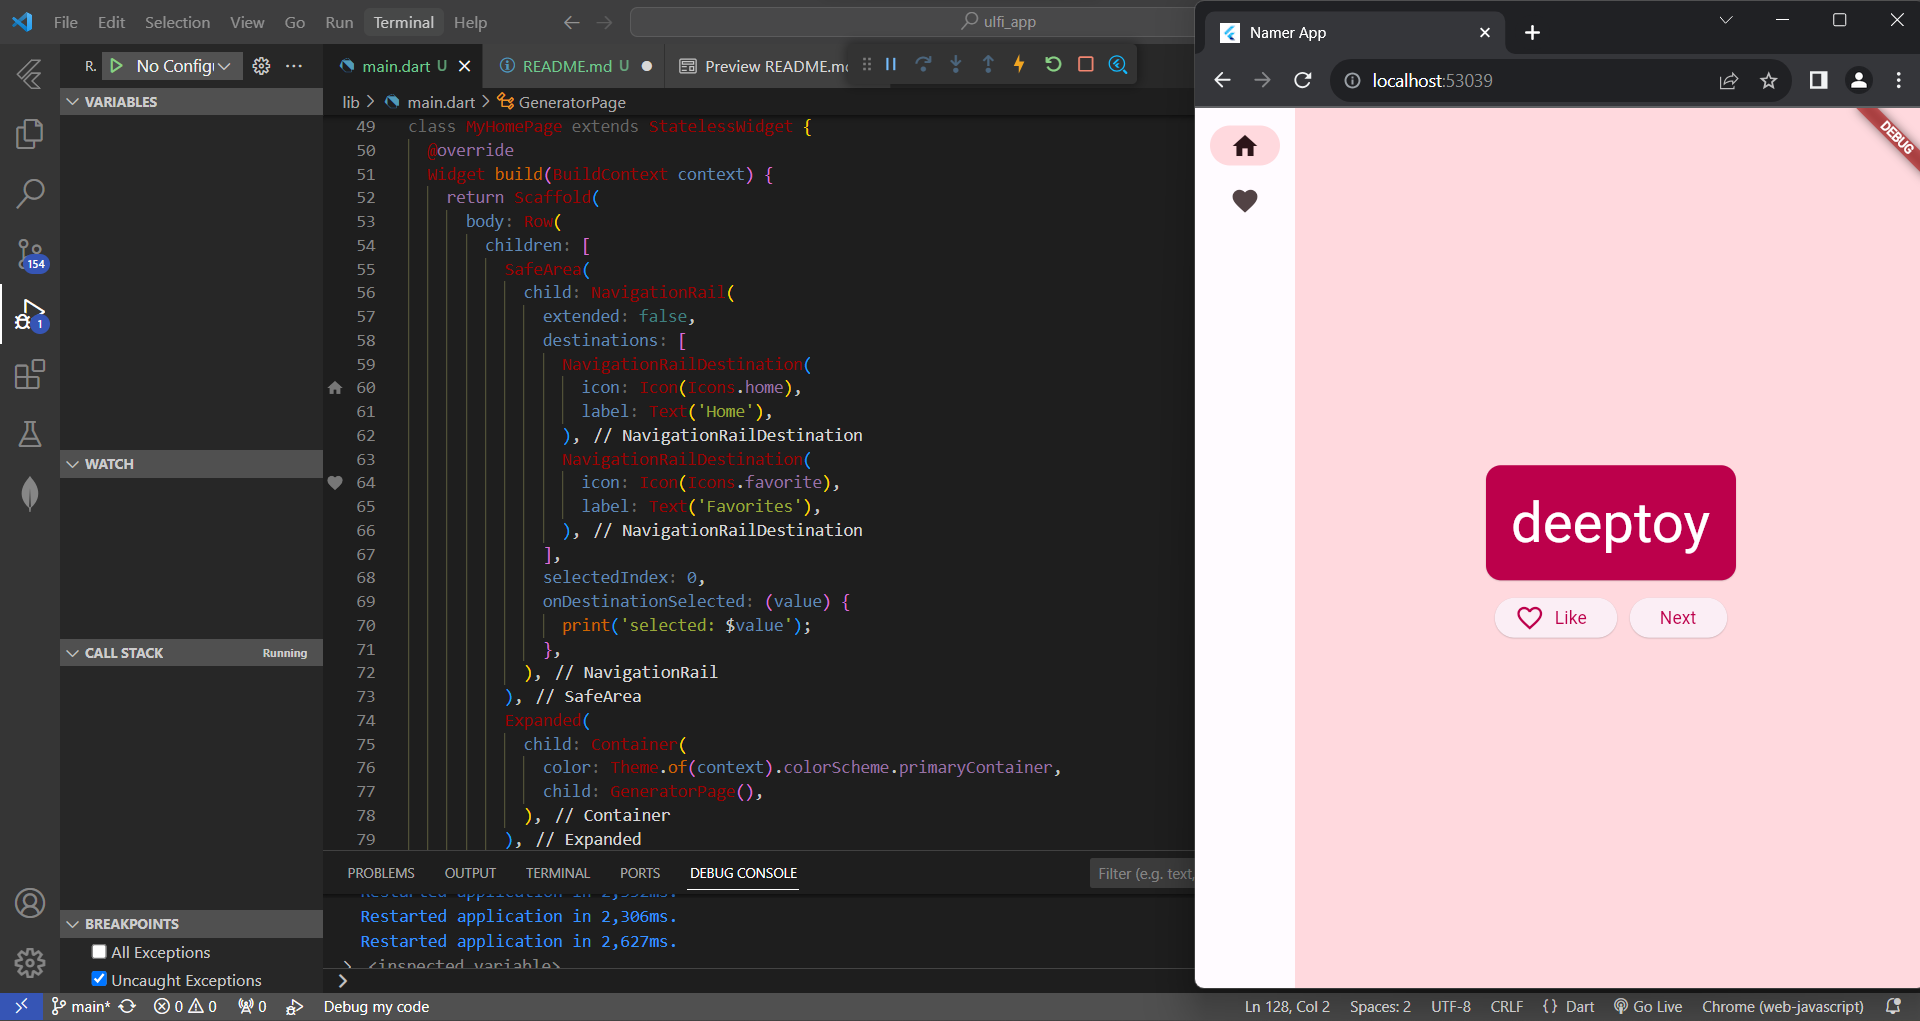 File Edit Selection View Go Run Terminal Help
ulfi_app
R. No Config
main.dart U
README.md U
Preview README.md
lib > main.dart > GeneratorPage
VARIABLES
WATCH
CALL STACK
Running
BREAKPOINTS
All Exceptions
Uncaught Exceptions
154
1
49 class MyHomePage extends StatelessWidget {
50 @override
51 Widget build(BuildContext context) {
52 return Scaffold(
53 body: Row(
54 children: [
55 SafeArea(
56 child: NavigationRail(
57 extended: false,
58 destinations: [
59 NavigationRailDestination(
60 icon: Icon(Icons.home),
61 label: Text('Home'),
62 ), // NavigationRailDestination
63 NavigationRailDestination(
64 icon: Icon(Icons.favorite),
65 label: Text('Favorites'),
66 ), // NavigationRailDestination
67 ],
68 selectedIndex: 0,
69 onDestinationSelected: (value) {
70 print('selected: $value');
71 },
72 ), // NavigationRail
73 ), // SafeArea
74 Expanded(
75 child: Container(
76 color: Theme.of(context).colorScheme.primaryContainer,
77 child: GeneratorPage(),
78 ), // Container
79 ), // Expanded
PROBLEMS OUTPUT TERMINAL PORTS DEBUG CONSOLE
Filter (e.g. text,
Restarted application in 2,332ms.
Restarted application in 2,306ms.
Restarted application in 2,627ms.
> <inspected variable>
>
main* 0 0 0 Debug my code
Ln 128, Col 2 Spaces: 2 UTF-8 CRLF {} Dart Go Live Chrome (web-javascript)
Namer App
localhost:53039
DEBUG
deeptoy
Like Next